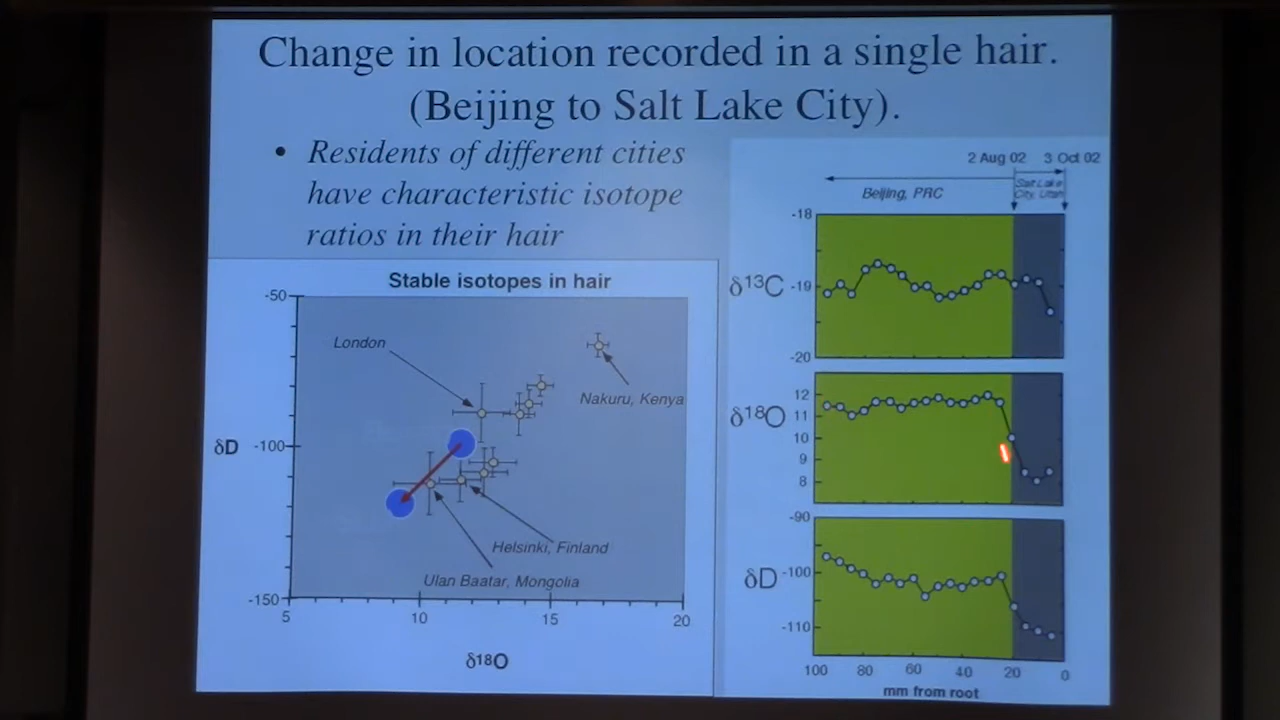 Change in location recorded in a single hair.
(Beijing to Salt Lake City).
• Residents of different cities
have characteristic isotope
ratios in their hair
Stable isotopes in hair
-50
-100
-150
δD
London
Nakuru, Kenya
Helsinki, Finland
Ulan Baatar, Mongolia
5 10 15 20
δ18O
2 Aug 02 3 Oct 02
Beijing, PRC
Salt Lake
City, Utah
-18
δ13C -19
-20
12
δ18O 11
10
9
8
-90
δD -100
-110
100 80 60 40 20 0
mm from root